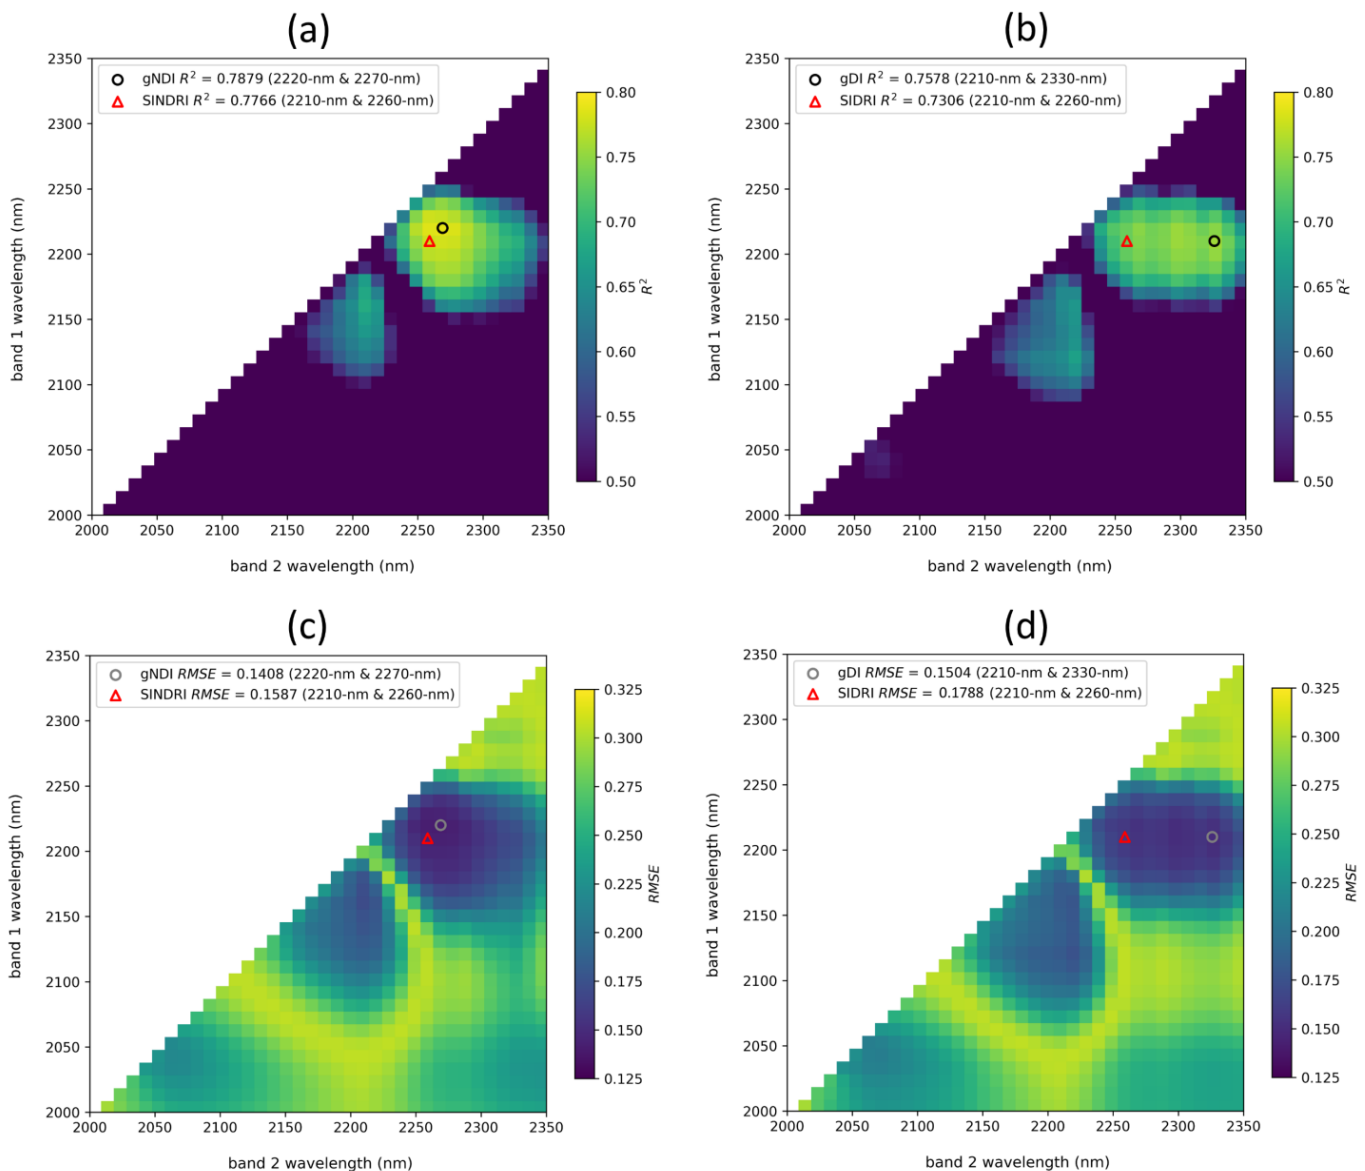 (a)
gNDI R² = 0.7879 (2220-nm & 2270-nm)
SINDRI R² = 0.7766 (2210-nm & 2260-nm)
2350
2300
2250
2200
2150
2100
2050
2000
band 1 wavelength (nm)
2000 2050 2100 2150 2200 2250 2300 2350
band 2 wavelength (nm)
0.80
0.75
0.70
0.65
0.60
0.55
0.50
R²
(b)
gDI R² = 0.7578 (2210-nm & 2330-nm)
SIDRI R² = 0.7306 (2210-nm & 2260-nm)
2350
2300
2250
2200
2150
2100
2050
2000
band 1 wavelength (nm)
2000 2050 2100 2150 2200 2250 2300 2350
band 2 wavelength (nm)
0.80
0.75
0.70
0.65
0.60
0.55
0.50
R²
(c)
gNDI RMSE = 0.1408 (2220-nm & 2270-nm)
SINDRI RMSE = 0.1587 (2210-nm & 2260-nm)
2350
2300
2250
2200
2150
2100
2050
2000
band 1 wavelength (nm)
2000 2050 2100 2150 2200 2250 2300 2350
band 2 wavelength (nm)
0.325
0.300
0.275
0.250
0.225
0.200
0.175
0.150
0.125
RMSE
(d)
gDI RMSE = 0.1504 (2210-nm & 2330-nm)
SIDRI RMSE = 0.1788 (2210-nm & 2260-nm)
2350
2300
2250
2200
2150
2100
2050
2000
band 1 wavelength (nm)
2000 2050 2100 2150 2200 2250 2300 2350
band 2 wavelength (nm)
0.325
0.300
0.275
0.250
0.225
0.200
0.175
0.150
0.125
RMSE